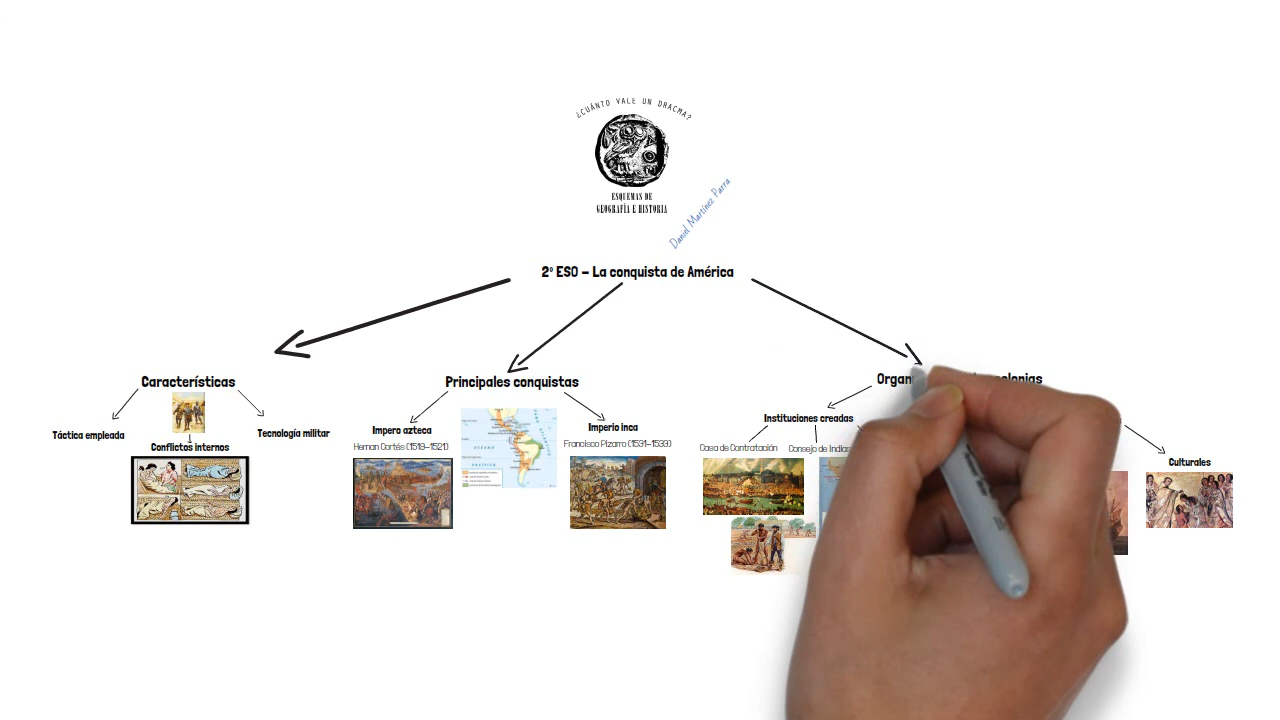 ¿CUÁNTO VALE UN DRACMA?
ESQUEMAS DE
GEOGRAFÍA E HISTORIA
Daniel Martínez Parra
2º ESO – La conquista de América
Características
Táctica empleada
Tecnología militar
Conflictos internos
Principales conquistas
Impero azteca
Hernan Cortés (1519-1521)
Imperio inca
Francisco Pizarro (1531-1533)
OCÉANO
PACÍFICO
Instituciones creadas
Casa de Contratación
Consejo de Indias
Culturales